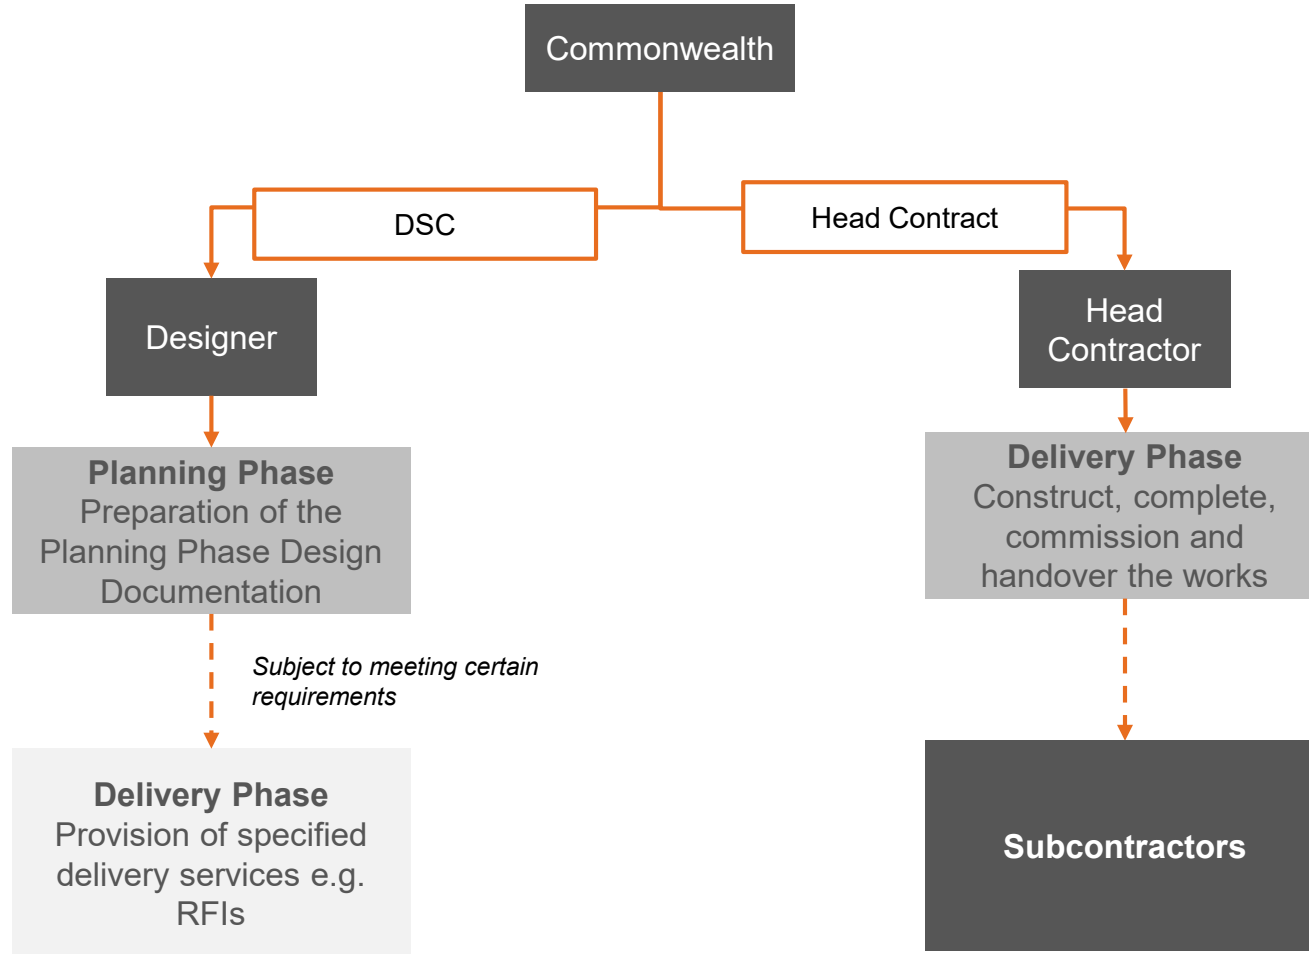 Commonwealth
DSC
Head Contract
Designer
Head
Contractor
Planning Phase
Preparation of the
Planning Phase Design
Documentation
Delivery Phase
Construct, complete,
commission and
handover the works
Subject to meeting certain
requirements
Delivery Phase
Provision of specified
delivery services e.g.
RFIs
Subcontractors